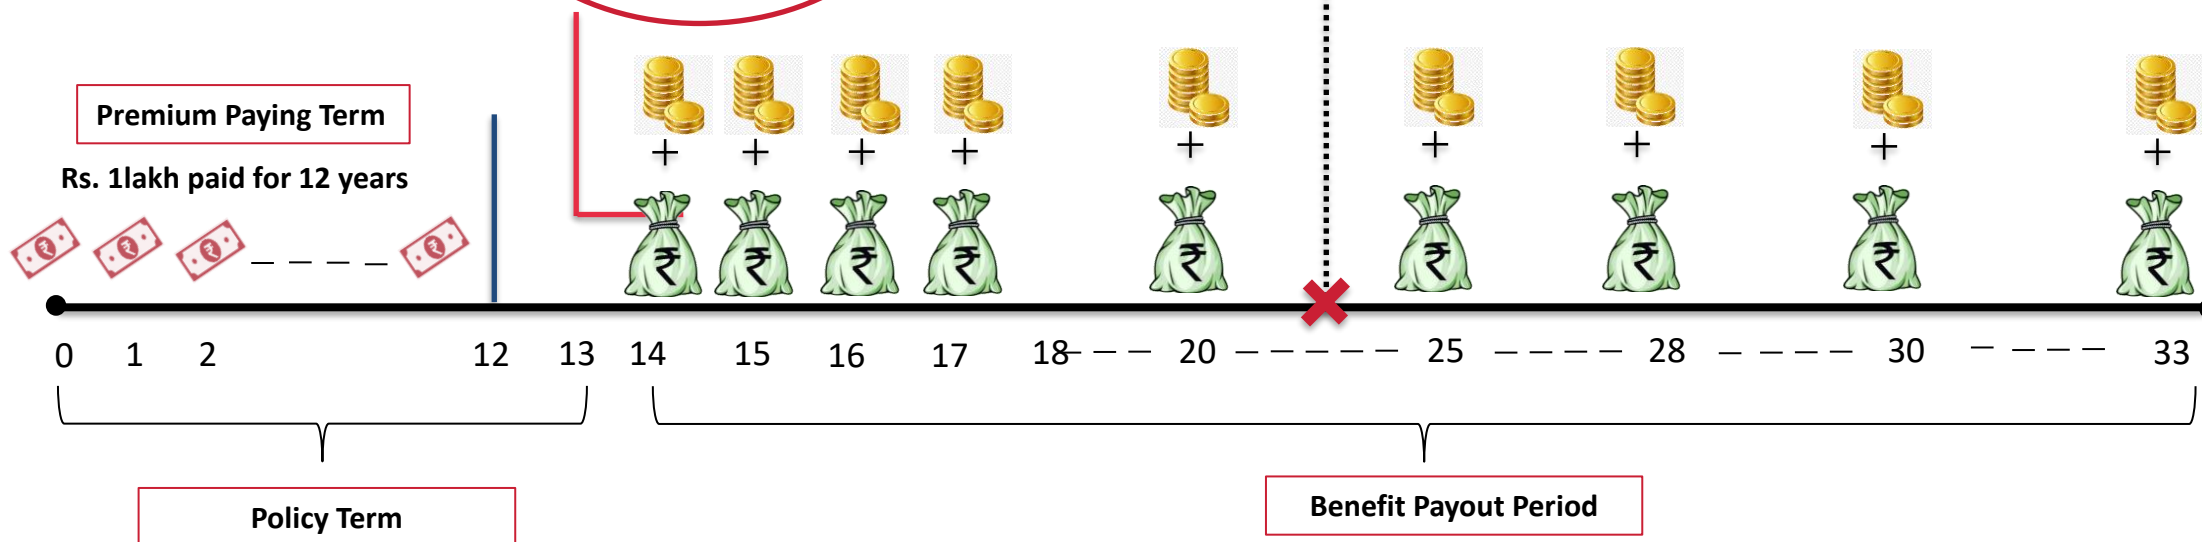 Premium Paying Term
Rs. 1lakh paid for 12 years
+ + + + + + + + +
₹ ₹ ₹ ₹
₹ ₹ ₹ ₹ ₹ ₹ ₹ ₹ ₹
0 1 2 12 13 14 15 16 17 18 20 25 28 30 33
Policy Term
Benefit Payout Period